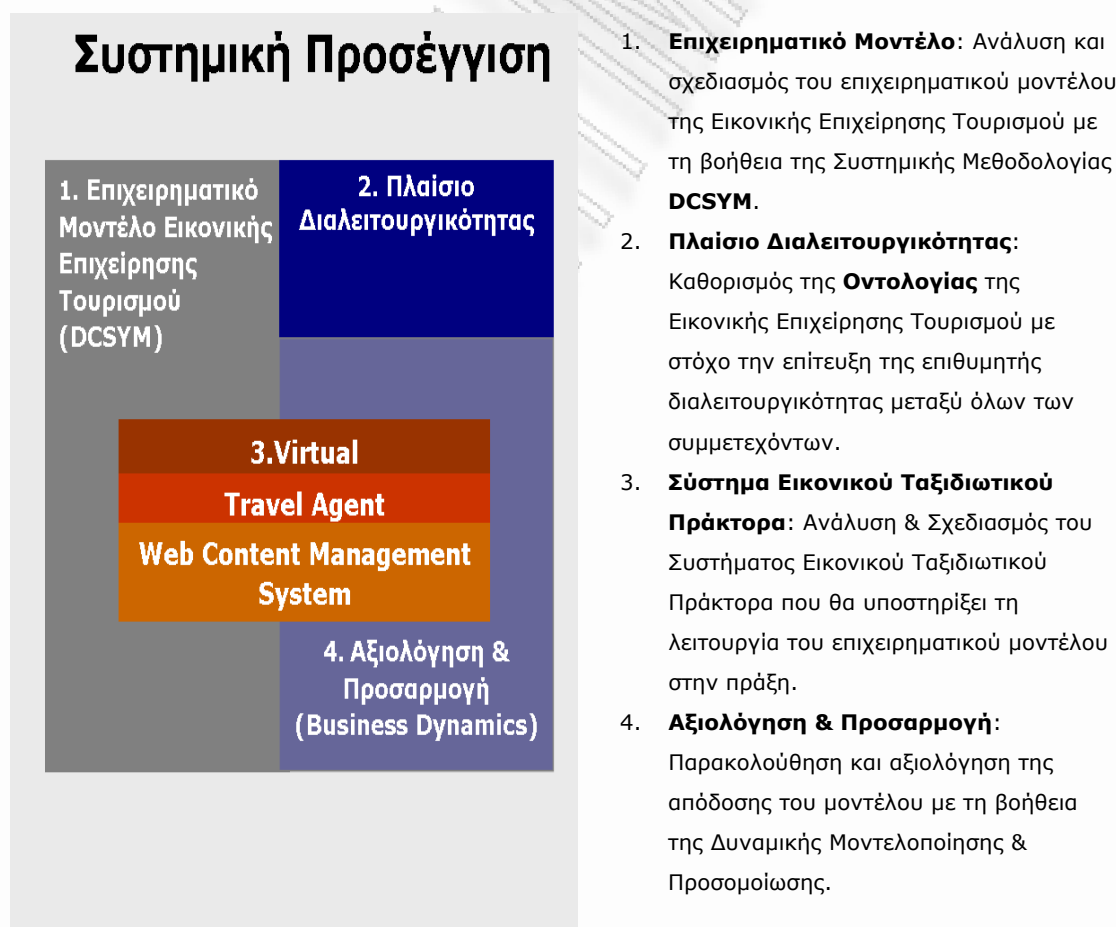 Συστημική Προσέγγιση
1. Επιχειρηματικό
Μοντέλο Εικονικής
Επιχείρησης
Τουρισμού
(DCSYM)
2. Πλαίσιο
Διαλειτουργικότητας
3.Virtual
Travel Agent
Web Content Management
System
4. Αξιολόγηση &
Προσαρμογή
(Business Dynamics)
1. Επιχειρηματικό Μοντέλο: Ανάλυση και
σχεδιασμός του επιχειρηματικού μοντέλου
της Εικονικής Επιχείρησης Τουρισμού με
τη βοήθεια της Συστημικής Μεθοδολογίας
DCSYM.
2. Πλαίσιο Διαλειτουργικότητας:
Καθορισμός της Οντολογίας της
Εικονικής Επιχείρησης Τουρισμού με
στόχο την επίτευξη της επιθυμητής
διαλειτουργικότητας μεταξύ όλων των
συμμετεχόντων.
3. Σύστημα Εικονικού Ταξιδιωτικού
Πράκτορα: Ανάλυση & Σχεδιασμός του
Συστήματος Εικονικού Ταξιδιωτικού
Πράκτορα που θα υποστηρίξει τη
λειτουργία του επιχειρηματικού μοντέλου
στην πράξη.
4. Αξιολόγηση & Προσαρμογή:
Παρακολούθηση και αξιολόγηση της
απόδοσης του μοντέλου με τη βοήθεια
της Δυναμικής Μοντελοποίησης &
Προσομοίωσης.